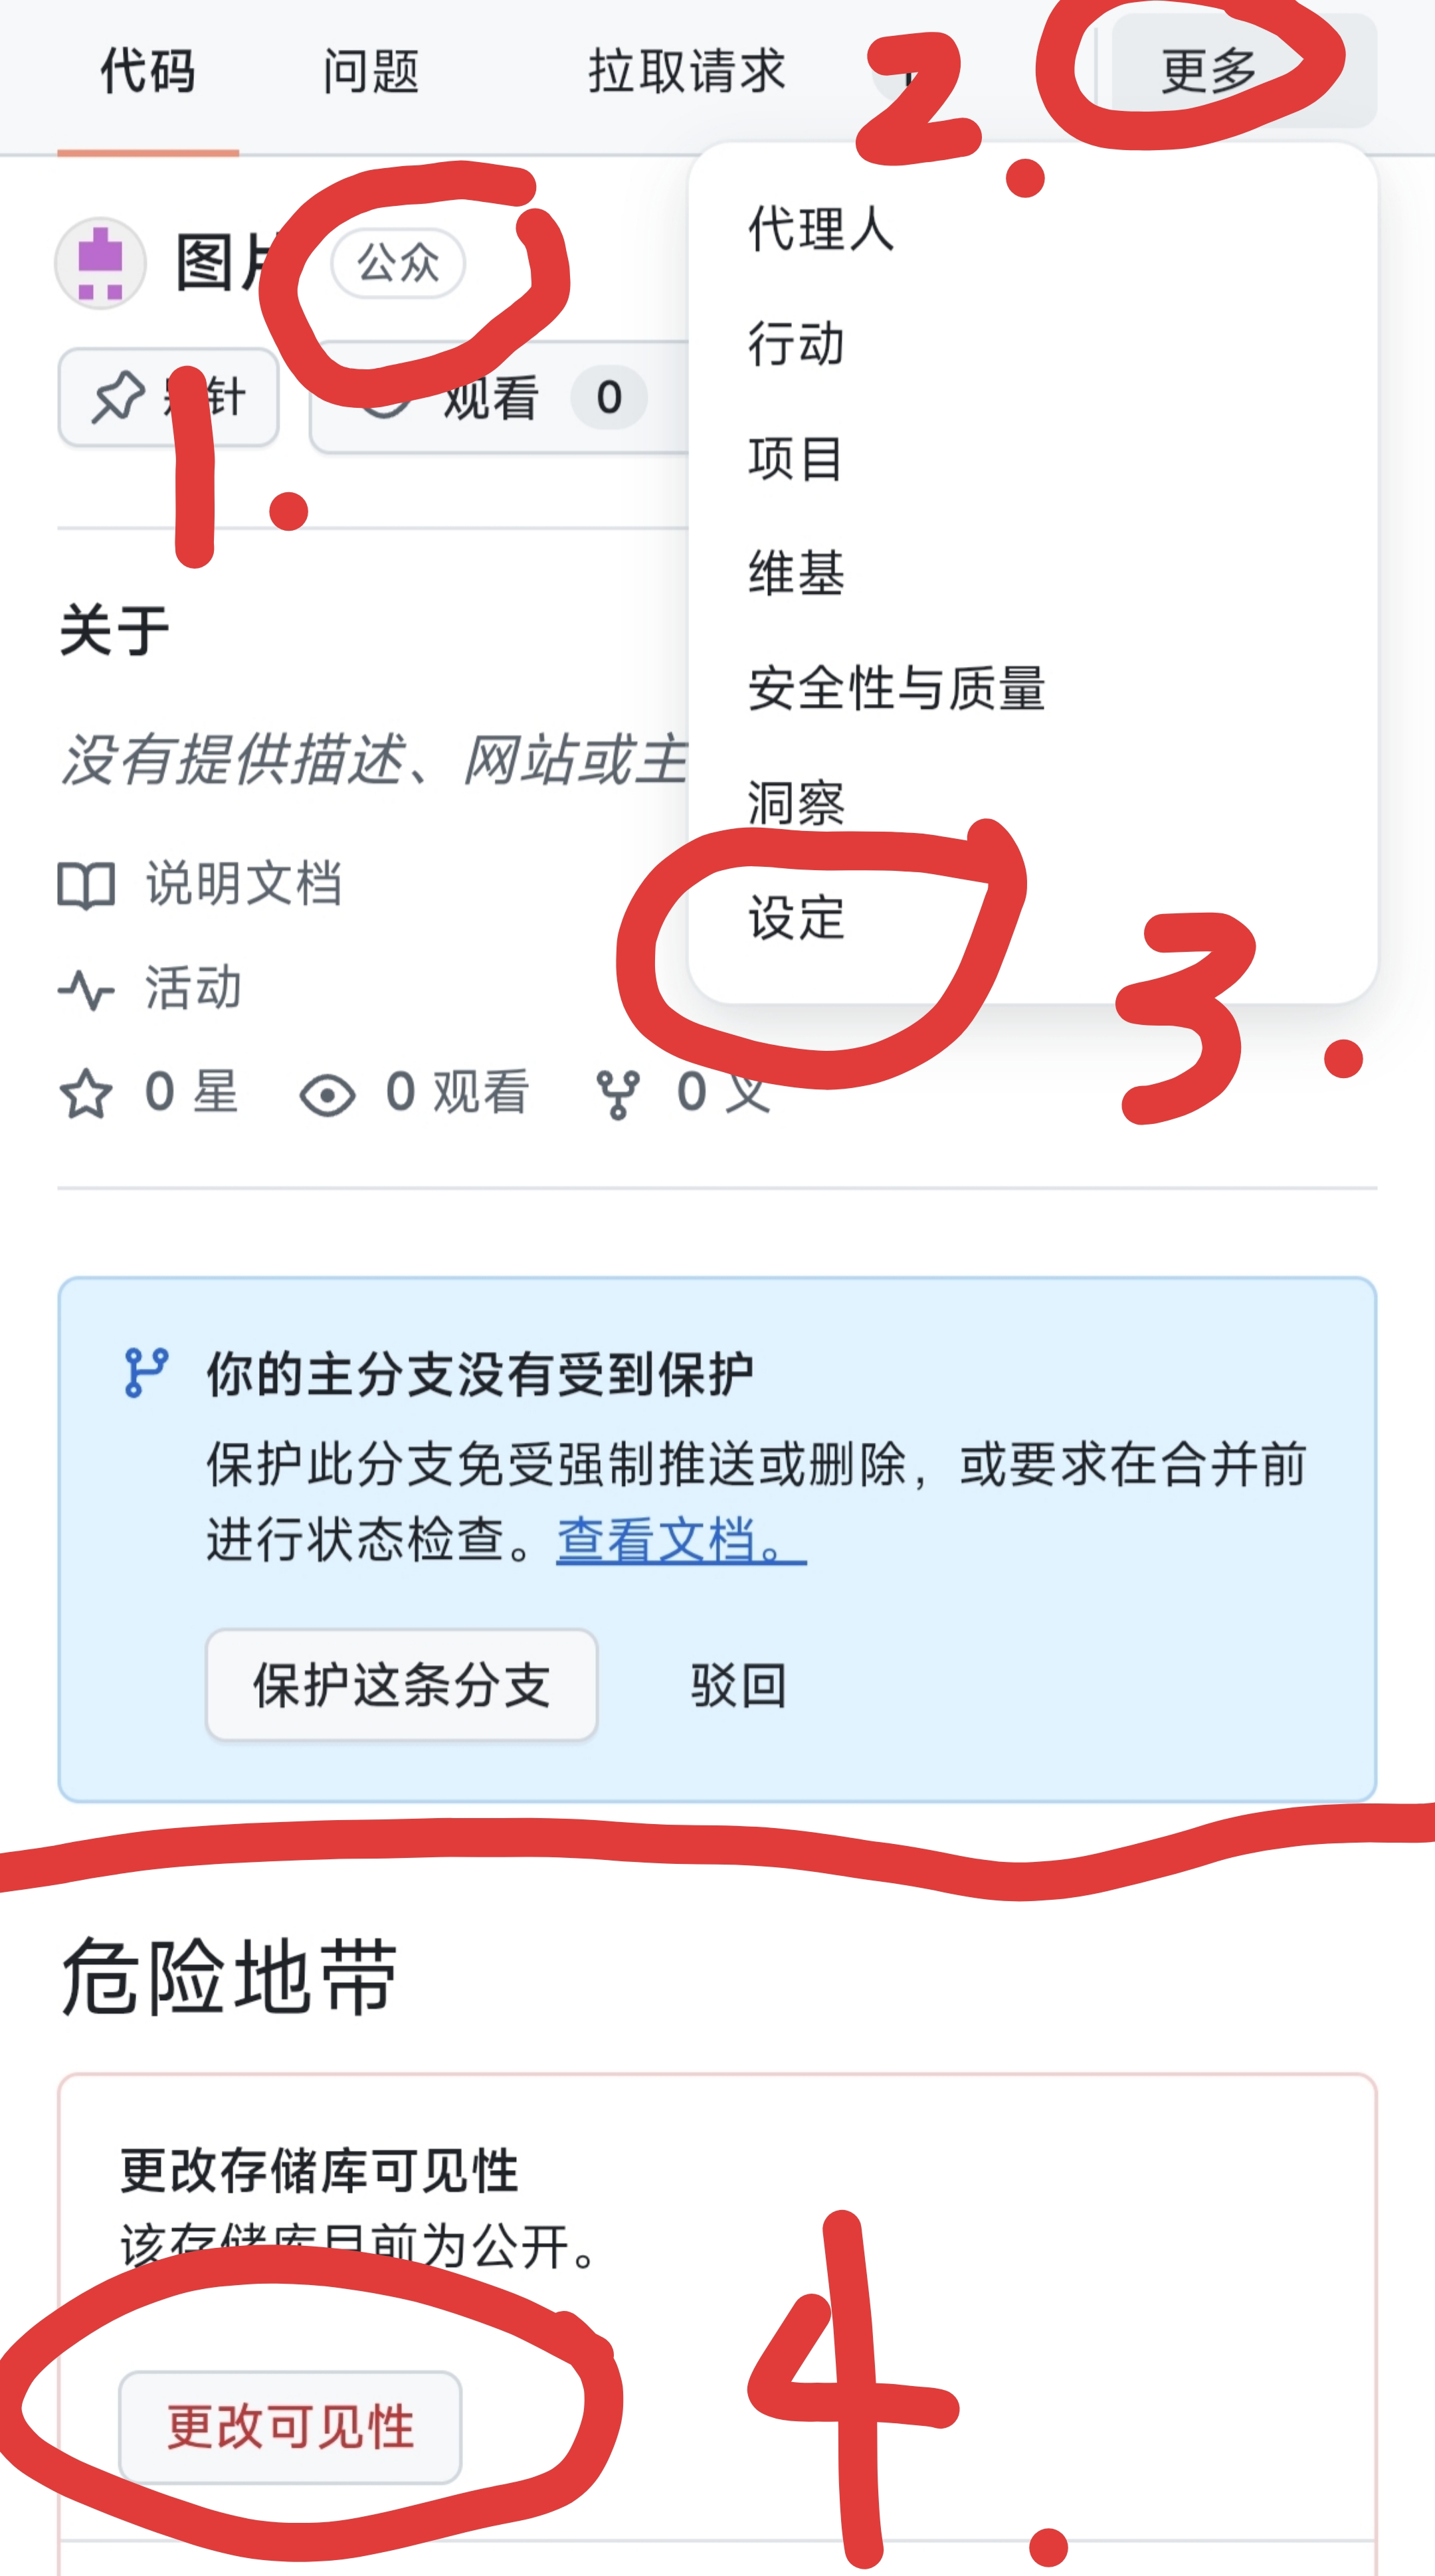 代码 问题 拉取请求 更多
2.
代理人
图 公众
行动
针 观看 0
项目
1.
维基
关于
安全性与质量
没有提供描述、网站或主
洞察
说明文档
设定
活动
3.
0 星 0 观看 0 叉
你的主分支没有受到保护
保护此分支免受强制推送或删除，或要求在合并前
进行状态检查。查看文档。
保护这条分支 驳回
危险地带
更改存储库可见性
该存储库目前为公开。
更改可见性
4.